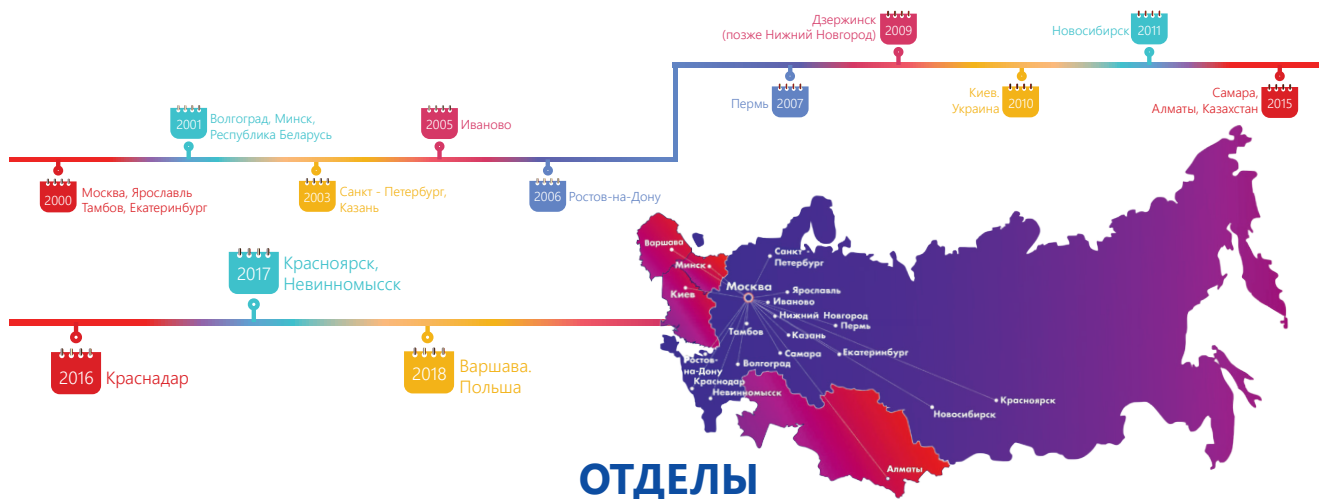 Дзержинск
(позже Нижний Новгород)
2009
Новосибирск
2011
Пермь
2007
Киев.
Украина
2010
Самара,
Алматы, Казахстан
2015
2001
Волгоград, Минск,
Республика Беларусь
2005
Иваново
2000
Москва, Ярославль
Тамбов, Екатеринбург
2003
Санкт - Петербург,
Казань
2006
Ростов-на-Дону
2017
Красноярск,
Невинномысск
2016
Краснадар
2018
Варшава.
Польша
Варшава
Минск
Киев
Санкт -
Петербург
Москва
Ярославль
Иваново
Нижний Новгород
Пермь
Тамбов
Казань
Самара
Екатеринбург
Ростов-
на-Дону
Волгоград
Краснодар
Невинномысск
Красноярск
Новосибирск
Алматы
ОТДЕЛЫ